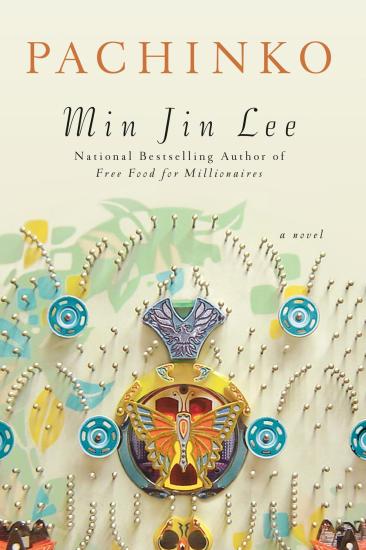 PACHINKO
Min Jin Lee
National Bestselling Author of
Free Food for Millionaires
a novel